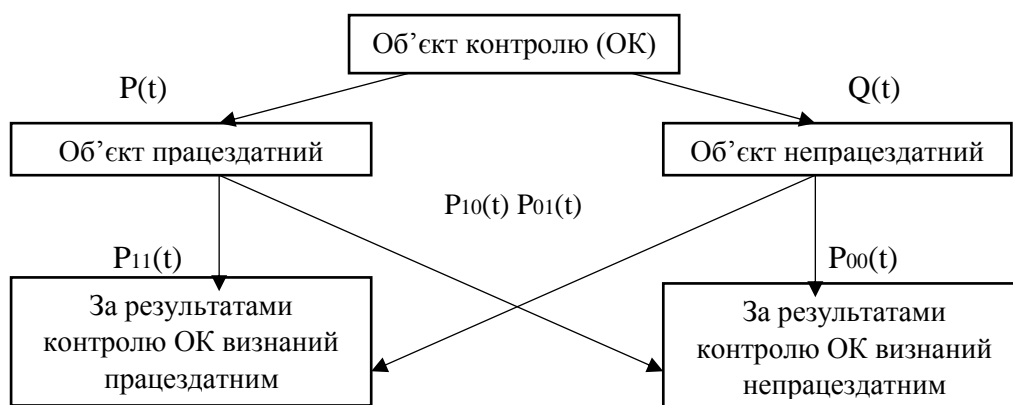 Об’єкт контролю (ОК)
P(t)
Q(t)
Об’єкт працездатний
Об’єкт непрацездатний
P10(t) P01(t)
P11(t)
P00(t)
За результатами
контролю ОК визнаний
працездатним
За результатами
контролю ОК визнаний
непрацездатним